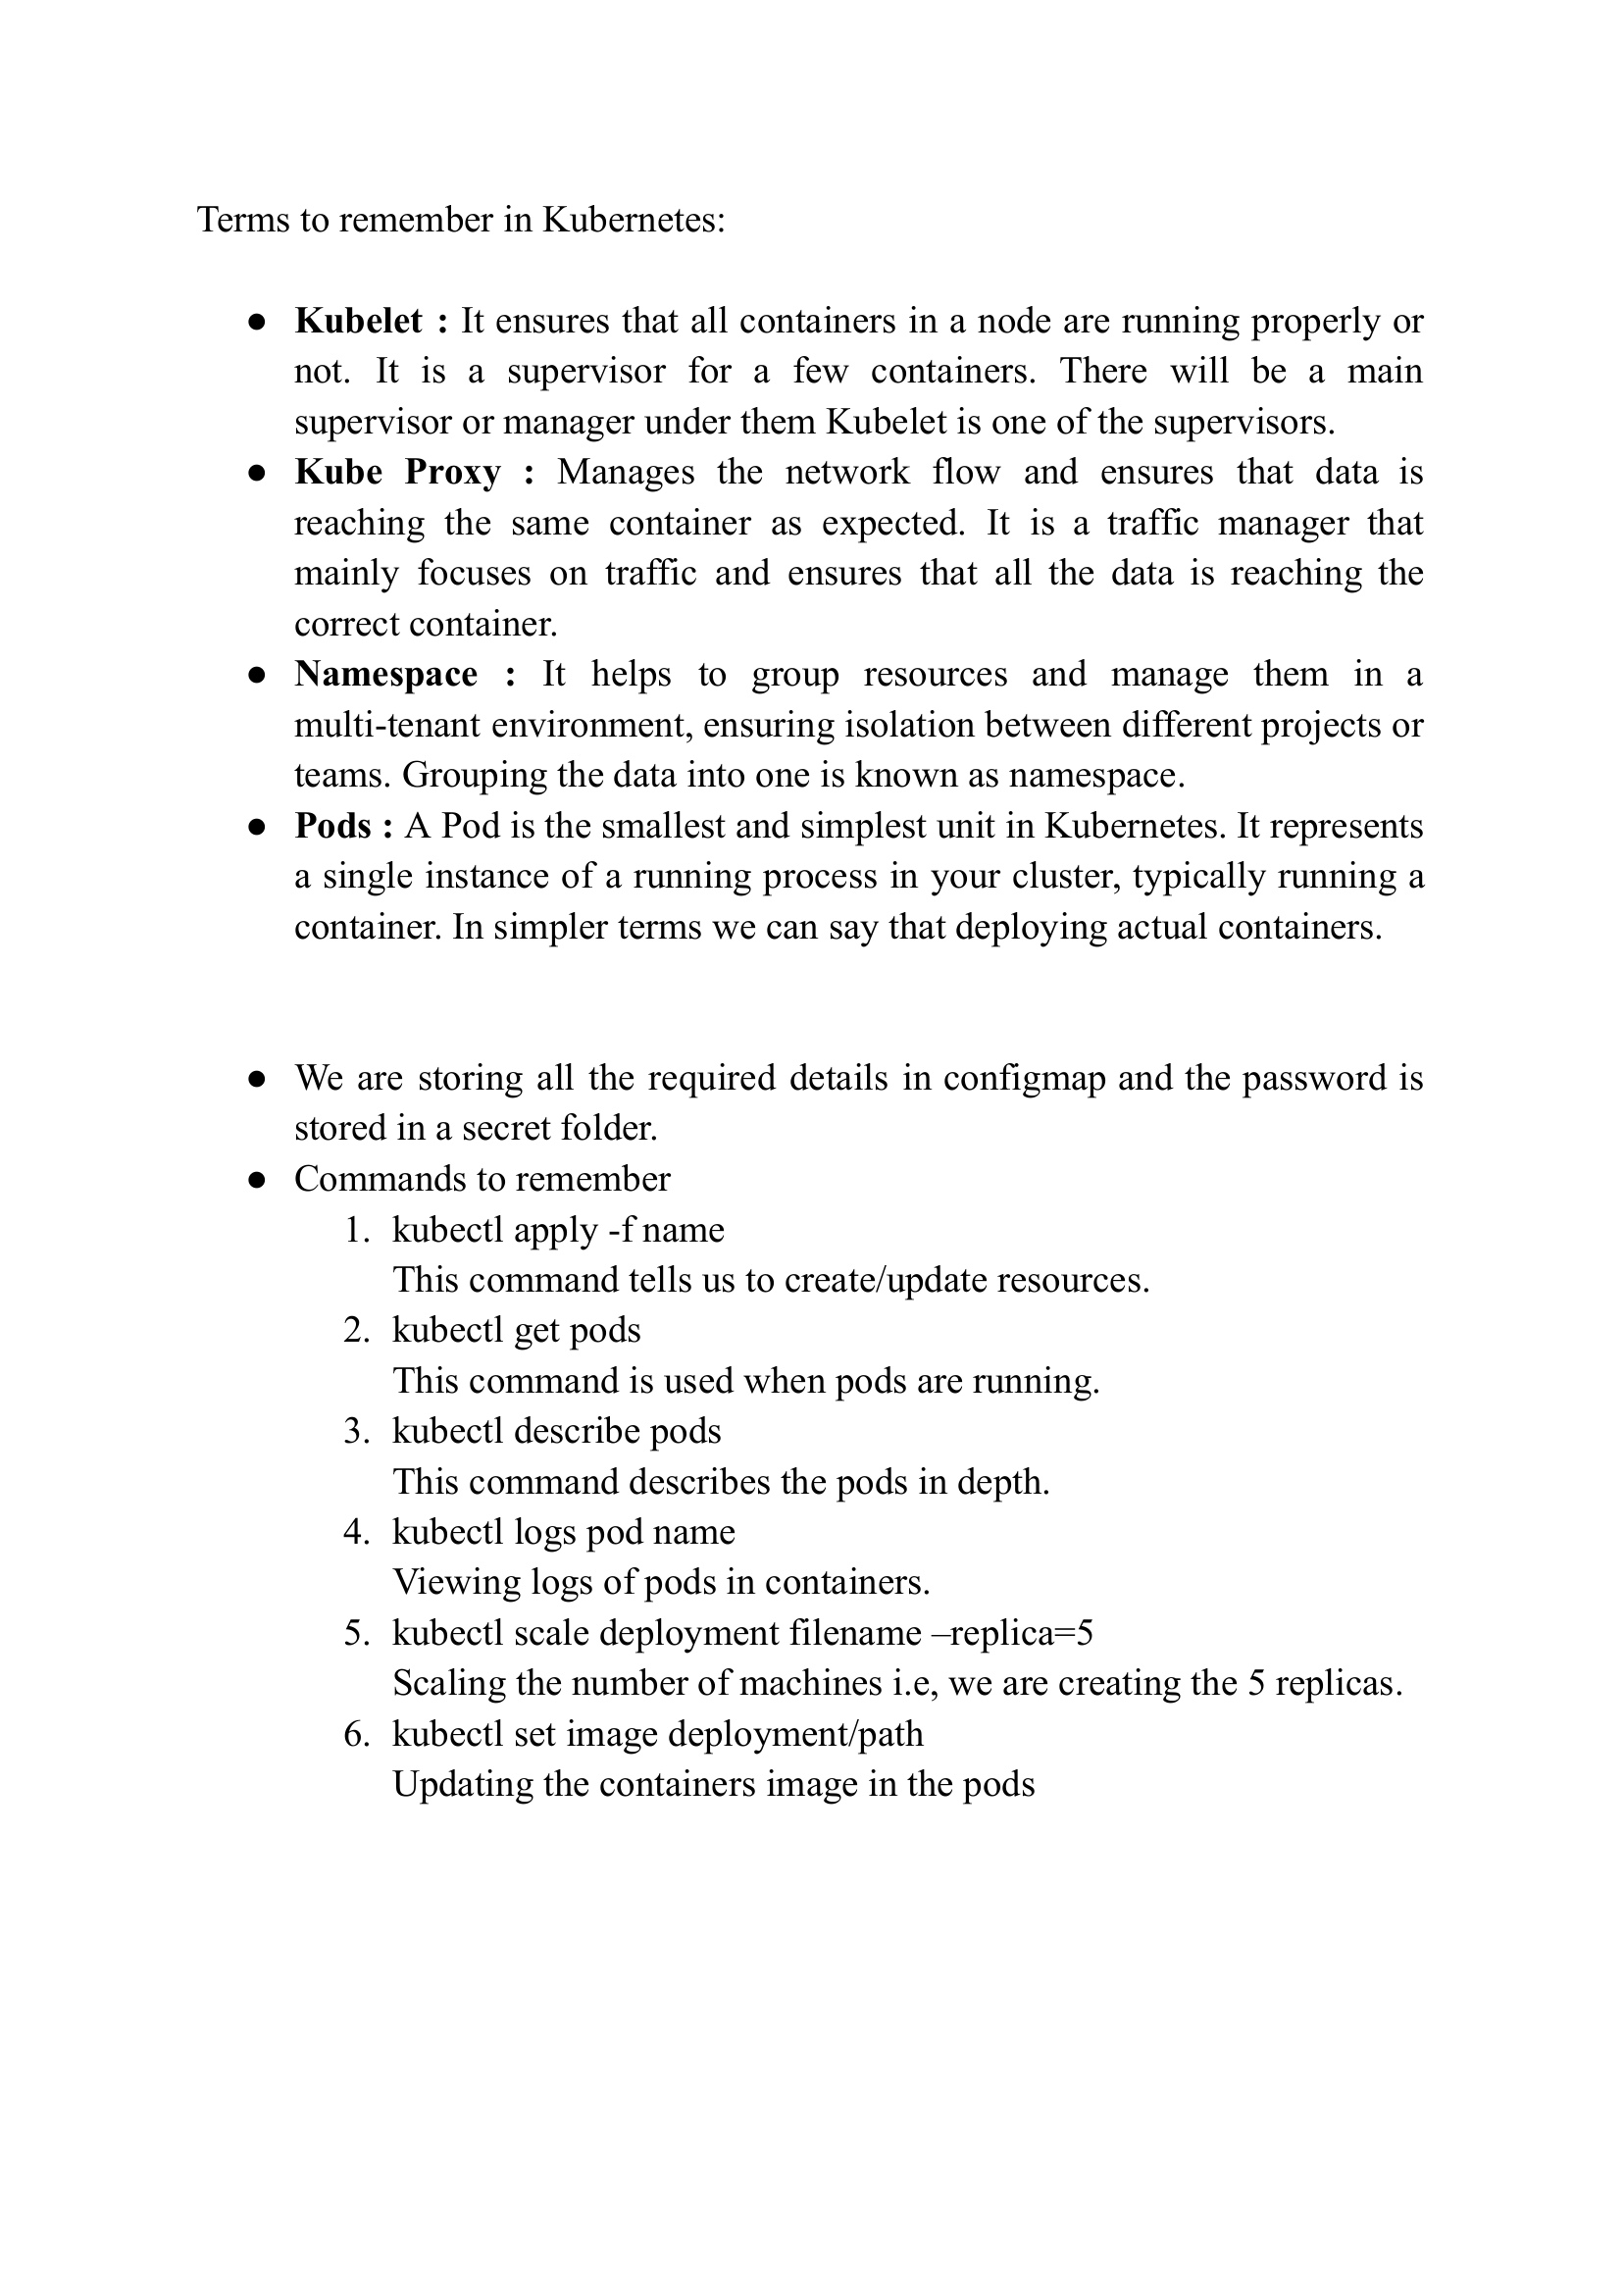 Terms to remember in Kubernetes:
● Kubelet : It ensures that all containers in a node are running properly or
not. It is a supervisor for a few containers. There will be a main
supervisor or manager under them Kubelet is one of the supervisors.
● Kube Proxy : Manages the network flow and ensures that data is
reaching the same container as expected. It is a traffic manager that
mainly focuses on traffic and ensures that all the data is reaching the
correct container.
● Namespace : It helps to group resources and manage them in a
multi-tenant environment, ensuring isolation between different projects or
teams. Grouping the data into one is known as namespace.
● Pods : A Pod is the smallest and simplest unit in Kubernetes. It represents
a single instance of a running process in your cluster, typically running a
container. In simpler terms we can say that deploying actual containers.
● We are storing all the required details in configmap and the password is
stored in a secret folder.
● Commands to remember
1. kubectl apply -f name
This command tells us to create/update resources.
2. kubectl get pods
This command is used when pods are running.
3. kubectl describe pods
This command describes the pods in depth.
4. kubectl logs pod name
Viewing logs of pods in containers.
5. kubectl scale deployment filename –replica=5
Scaling the number of machines i.e, we are creating the 5 replicas.
6. kubectl set image deployment/path
Updating the containers image in the pods